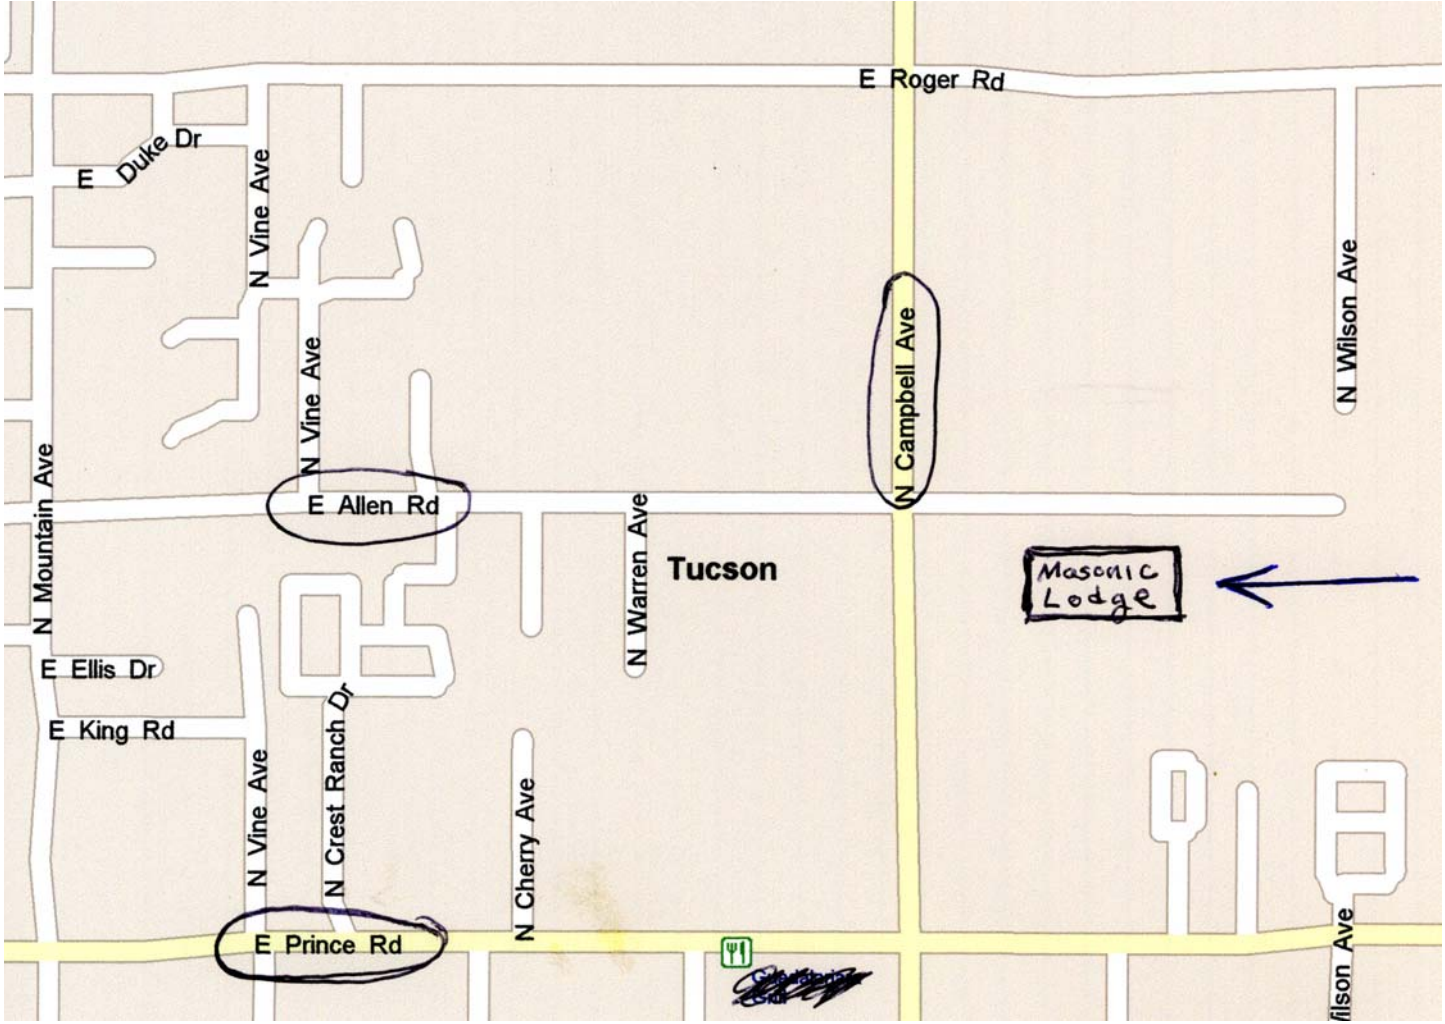 E Roger Rd
E Duke Dr
N Vine Ave
N Wilson Ave
N Campbell Ave
N Vine Ave
N Mountain Ave
E Allen Rd
N Warren Ave
Tucson
Masonic
Lodge
E Ellis Dr
N Crest Ranch Dr
E King Rd
N Vine Ave
N Cherry Ave
E Prince Rd
ilson Ave